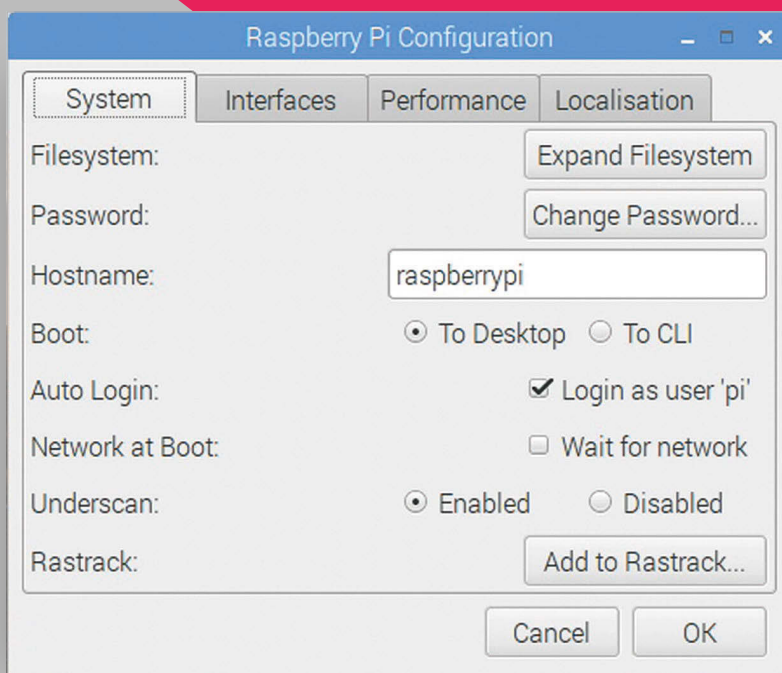 Raspberry Pi Configuration
System Interfaces Performance Localisation
Filesystem: Expand Filesystem
Password: Change Password...
Hostname: raspberrypi
Boot: To Desktop To CLI
Auto Login: Login as user 'pi'
Network at Boot: Wait for network
Underscan: Enabled Disabled
Rastrack: Add to Rastrack...
Cancel OK